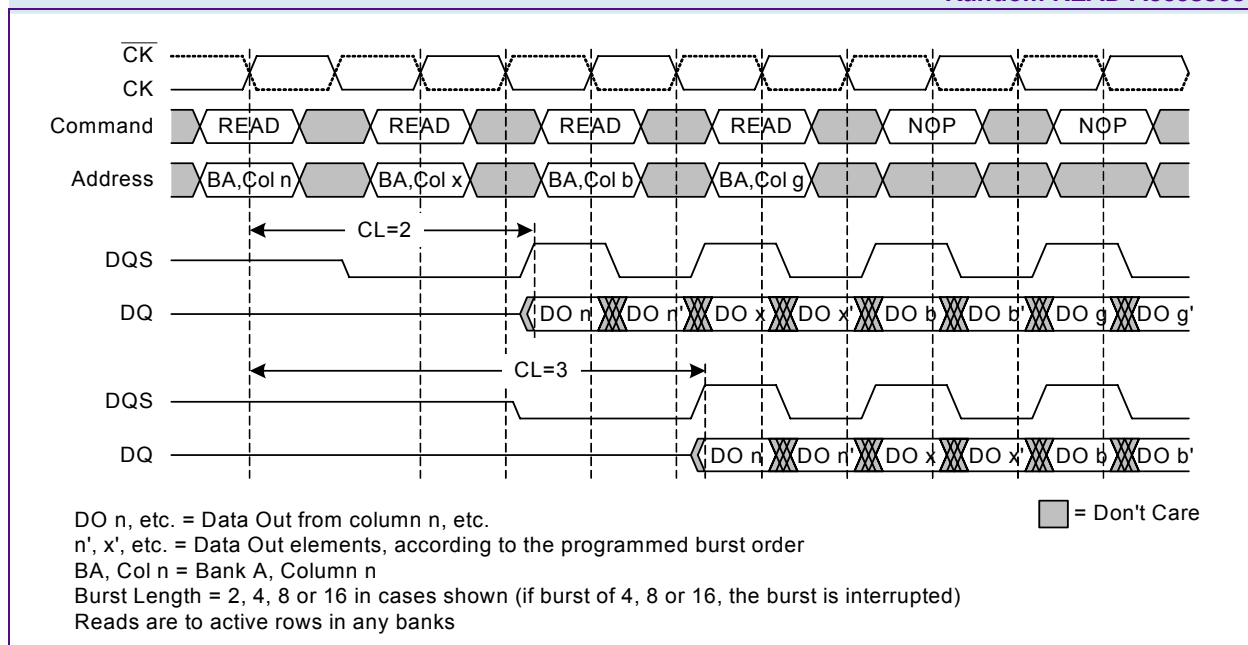 CK
CK
Command READ READ READ READ NOP NOP
Address BA,Col n BA,Col x BA,Col b BA,Col g
CL=2
DQS
DQ DO n DO n' DO x DO x' DO b DO b' DO g DO g'
CL=3
DQS
DQ DO n DO n' DO x DO x' DO b DO b'
DO n, etc. = Data Out from column n, etc.
= Don't Care
n', x', etc. = Data Out elements, according to the programmed burst order
BA, Col n = Bank A, Column n
Burst Length = 2, 4, 8 or 16 in cases shown (if burst of 4, 8 or 16, the burst is interrupted)
Reads are to active rows in any banks